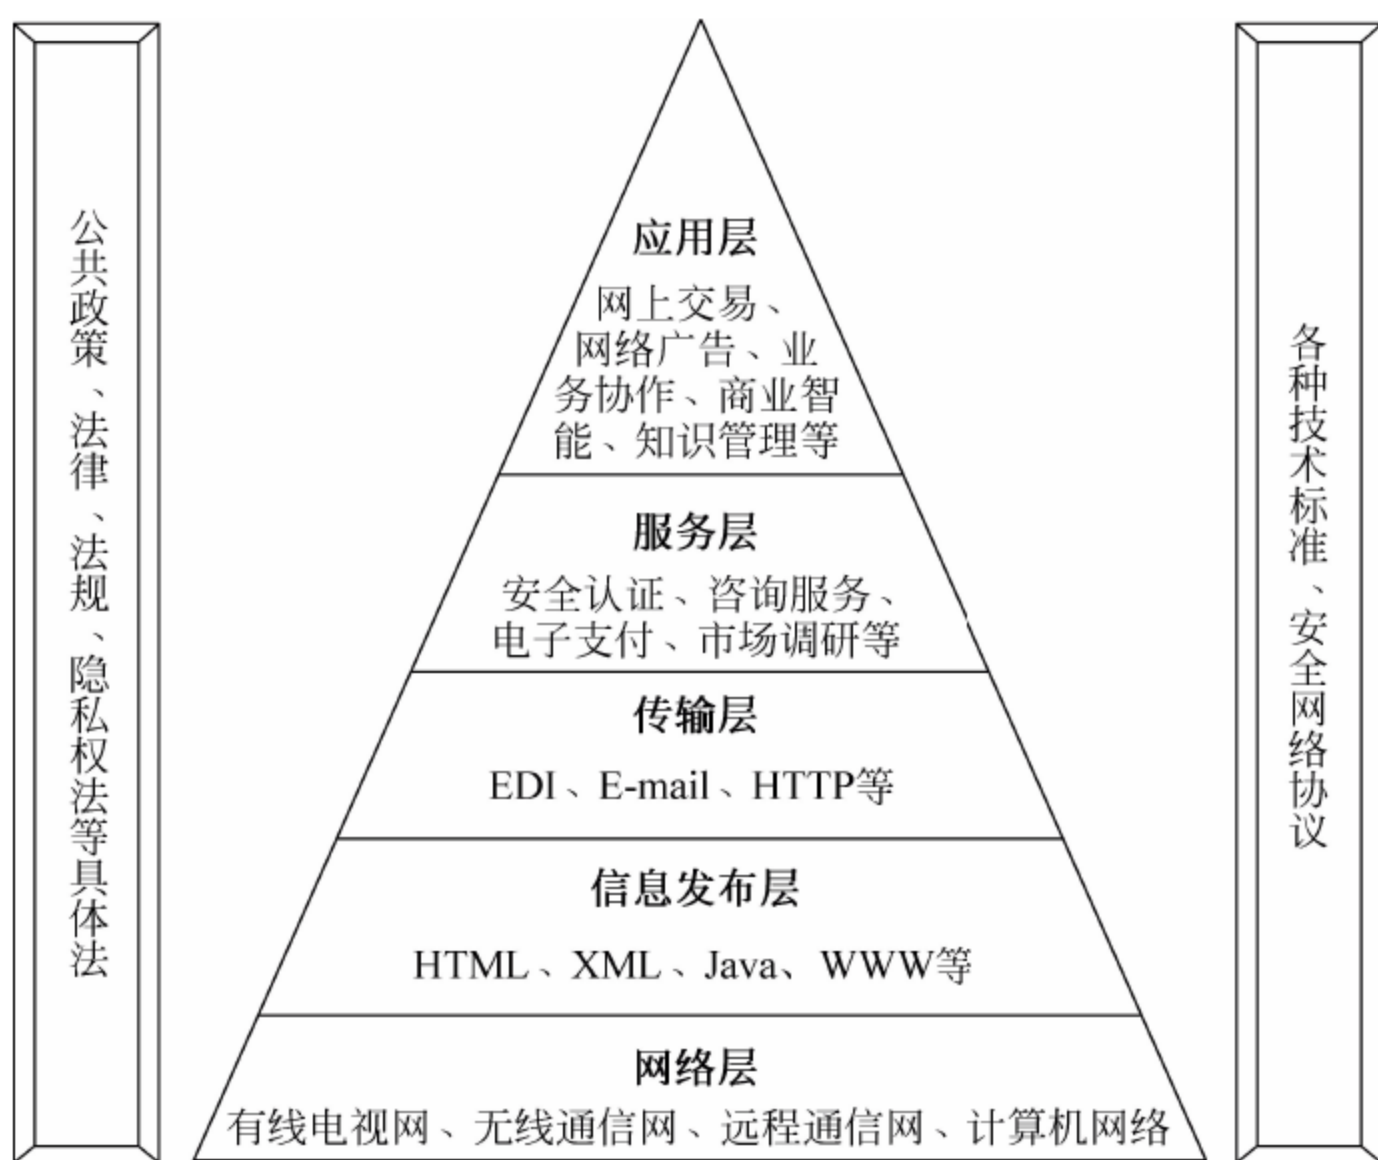 公共政策、法律、法规、隐私权法等具体法
应用层
网上交易、
网络广告、业
务协作、商业智
能、知识管理等
服务层
安全认证、咨询服务、
电子支付、市场调研等
传输层
EDI、E-mail、HTTP等
信息发布层
HTML、XML、Java、WWW等
网络层
有线电视网、无线通信网、远程通信网、计算机网络
各种技术标准、安全网络协议